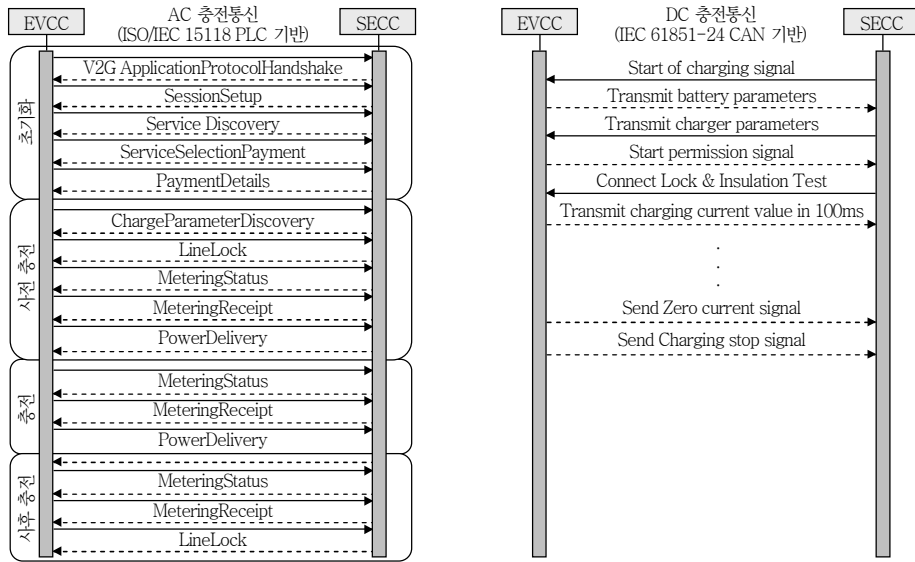 EVCC
AC 충전통신
(ISO/IEC 15118 PLC 기반)
SECC
초기화
V2G ApplicationProtocolHandshake
SessionSetup
Service Discovery
ServiceSelectionPayment
PaymentDetails
사전 충전
ChargeParameterDiscovery
LineLock
MeteringStatus
MeteringReceipt
PowerDelivery
충전
MeteringStatus
MeteringReceipt
PowerDelivery
사후 충전
MeteringStatus
MeteringReceipt
LineLock
EVCC
DC 충전통신
(IEC 61851-24 CAN 기반)
SECC
Start of charging signal
Transmit battery parameters
Transmit charger parameters
Start permission signal
Connect Lock & Insulation Test
Transmit charging current value in 100ms
.
.
.
Send Zero current signal
Send Charging stop signal